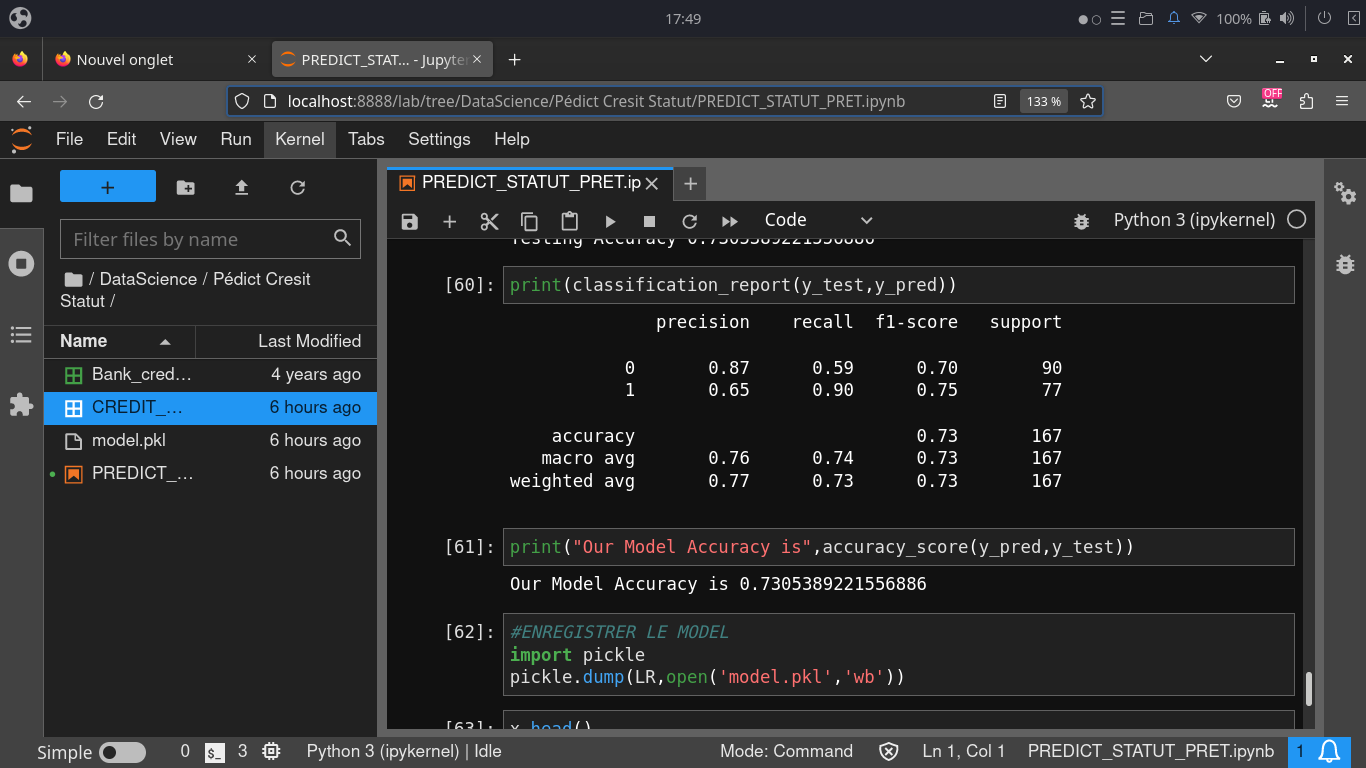 17:49
100%
Nouvel onglet
PREDICT_STAT... - Jupyte
localhost:8888/lab/tree/DataScience/Pédict Cresit Statut/PREDICT_STATUT_PRET.ipynb
133 %
OFF
File Edit View Run Kernel Tabs Settings Help
Filter files by name
/ DataScience / Pédict Cresit
Statut /
Name Last Modified
Bank_cred... 4 years ago
CREDIT_... 6 hours ago
model.pkl 6 hours ago
PREDICT_... 6 hours ago
PREDICT_STATUT_PRET.ip
Code
Python 3 (ipykernel)
Testing Accuracy 0.7305389221556886
[60]: print(classification_report(y_test,y_pred))
precision recall f1-score support
0 0.87 0.59 0.70 90
1 0.65 0.90 0.75 77
accuracy 0.73 167
macro avg 0.76 0.74 0.73 167
weighted avg 0.77 0.73 0.73 167
[61]: print("Our Model Accuracy is",accuracy_score(y_pred,y_test))
Our Model Accuracy is 0.7305389221556886
[62]: #ENREGISTRER LE MODEL
import pickle
pickle.dump(LR,open('model.pkl','wb'))
[63]: x.head()
Simple 0 $_ 3 Python 3 (ipykernel) | Idle Mode: Command Ln 1, Col 1 PREDICT_STATUT_PRET.ipynb 1